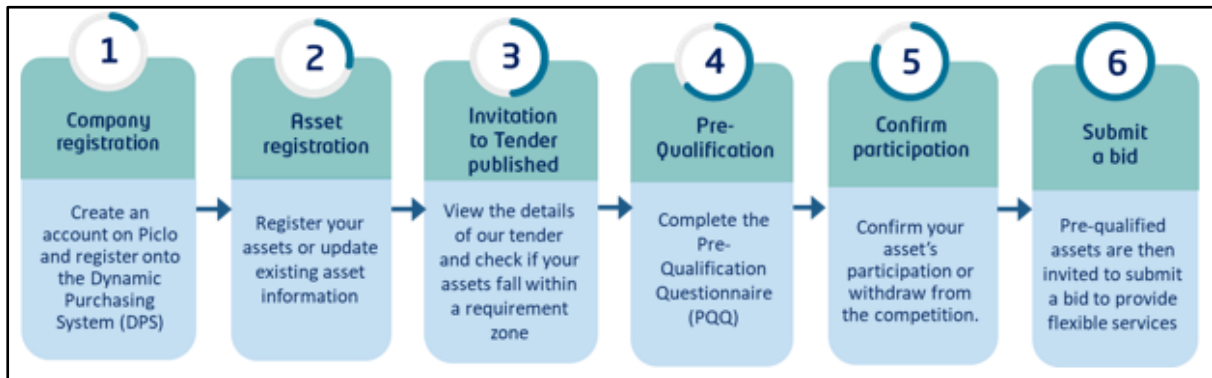 1
Company
registration
Create an
account on Piclo
and register onto
the Dynamic
Purchasing
System (DPS)
2
Asset
registration
Register your
assets or update
existing asset
information
3
Invitation
to Tender
published
View the details
of our tender
and check if your
assets fall within
a requirement
zone
4
Pre-
Qualification
Complete the
Pre-
Qualification
Questionnaire
(PQQ)
5
Confirm
participation
Confirm your
asset's
participation or
withdraw from
the competition.
6
Submit
a bid
Pre-qualified
assets are then
invited to submit
a bid to provide
flexible services